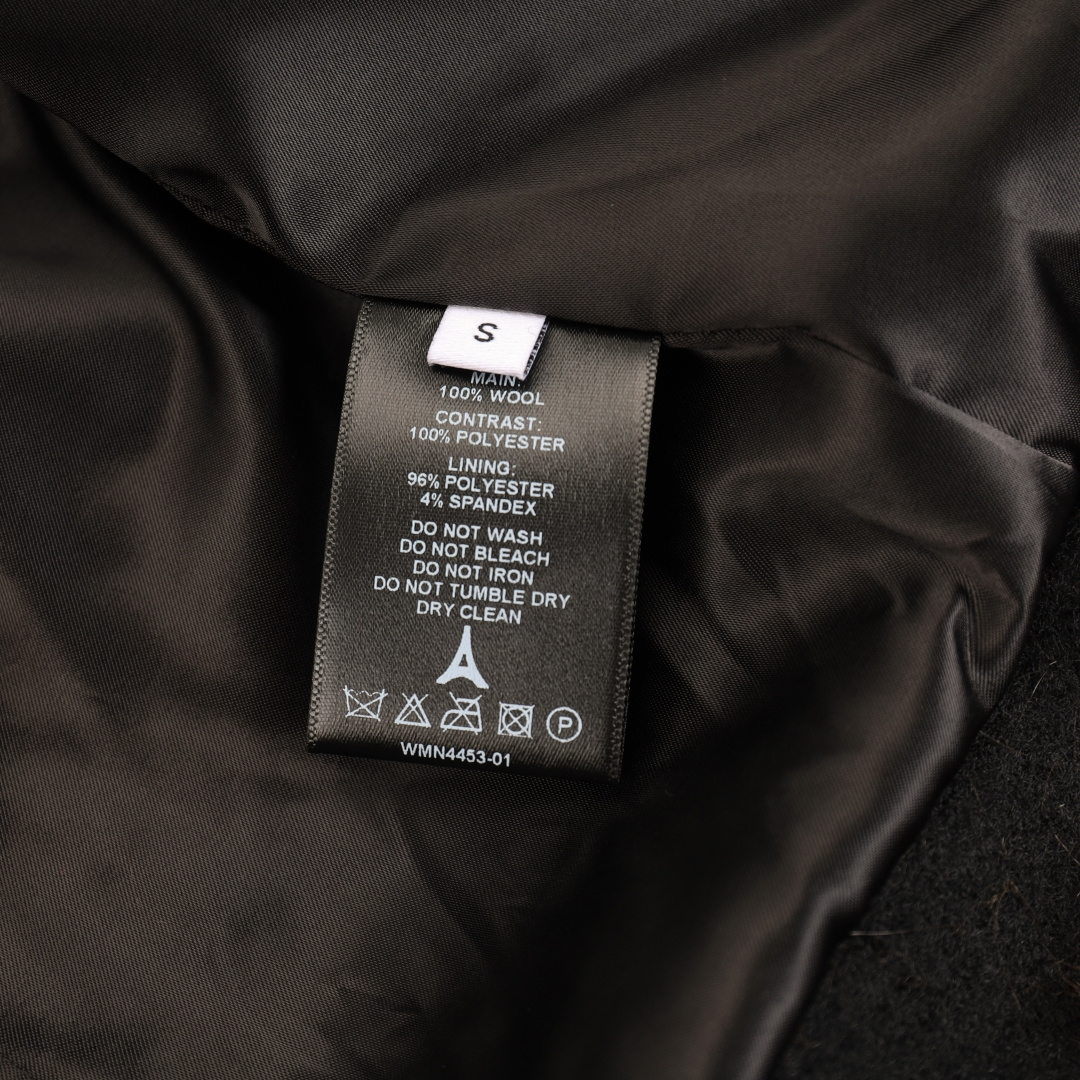 S
MAIN:
100% WOOL
CONTRAST:
100% POLYESTER
LINING:
96% POLYESTER
4% SPANDEX
DO NOT WASH
DO NOT BLEACH
DO NOT IRON
DO NOT TUMBLE DRY
DRY CLEAN
P
WMN4453-01